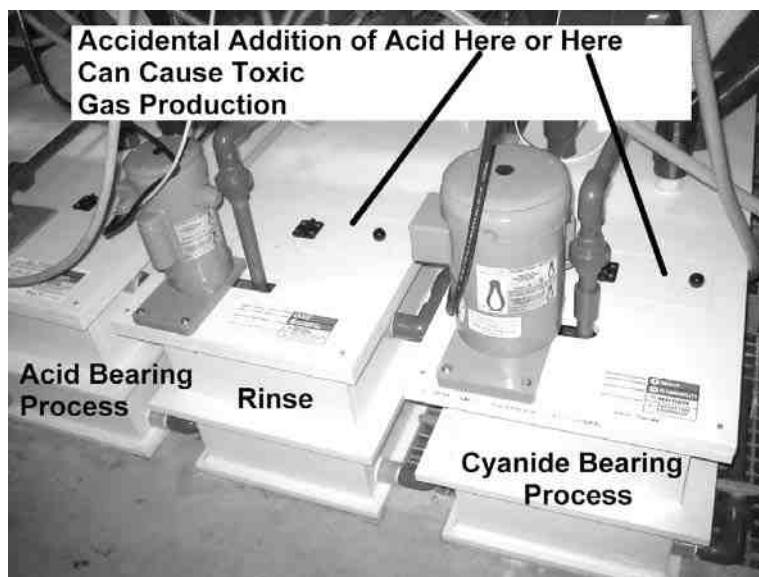 Accidental Addition of Acid Here or Here
Can Cause Toxic
Gas Production
Acid Bearing
Process
Rinse
Cyanide Bearing
Process